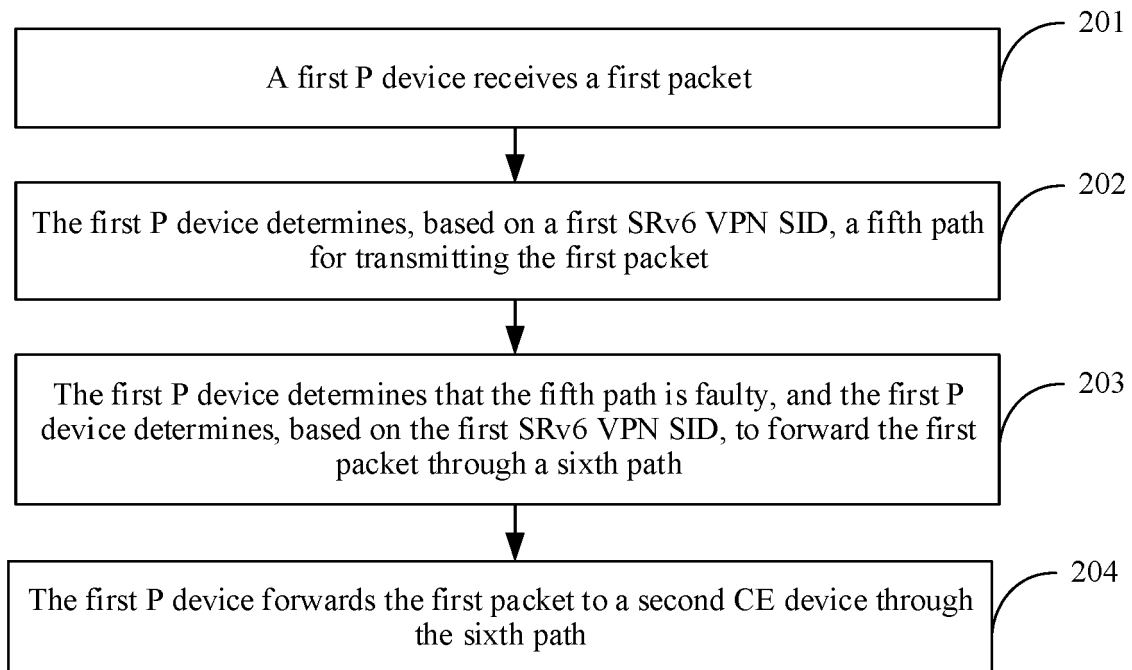 201
A first P device receives a first packet
202
The first P device determines, based on a first SRv6 VPN SID, a fifth path
for transmitting the first packet
203
The first P device determines that the fifth path is faulty, and the first P
device determines, based on the first SRv6 VPN SID, to forward the first
packet through a sixth path
204
The first P device forwards the first packet to a second CE device through
the sixth path